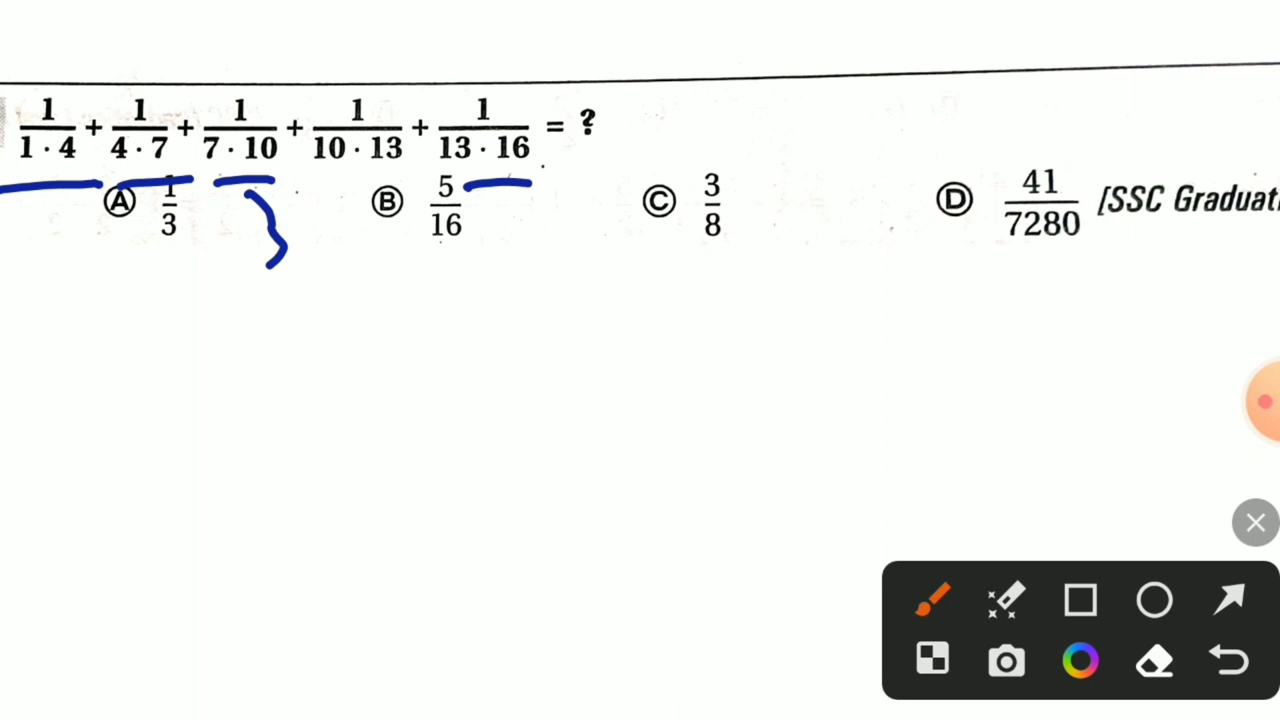 1/1·4 + 1/4·7 + 1/7·10 + 1/10·13 + 1/13·16 = ?
Ⓐ 1/3 Ⓑ 5/16 Ⓒ 3/8 Ⓓ 41/7280 [SSC Graduat